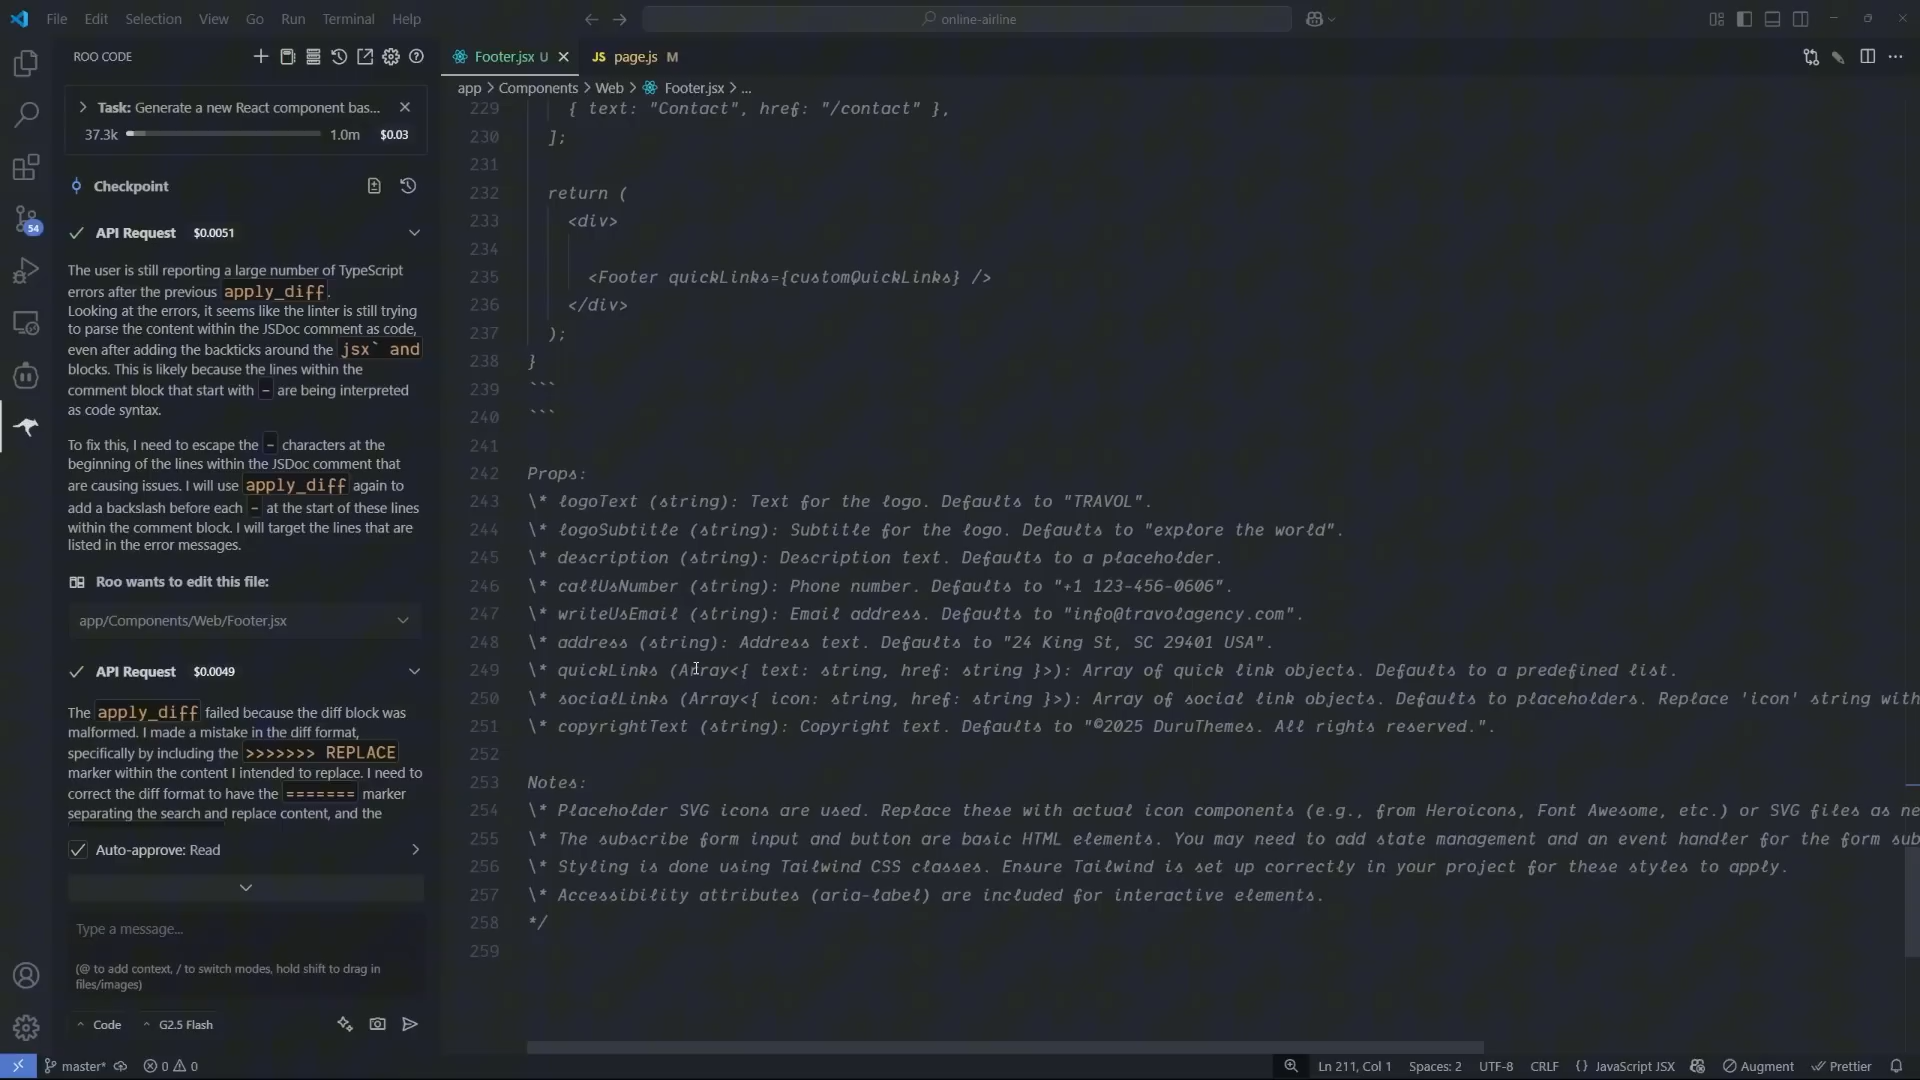 File Edit Selection View Go Run Terminal Help
online-airline
ROO CODE
Task: Generate a new React component bas...
37.3k 1.0m $0.03
Checkpoint
API Request $0.0051
The user is still reporting a large number of TypeScript
errors after the previous apply_diff.
Looking at the errors, it seems like the linter is still trying
to parse the content within the JSDoc comment as code,
even after adding the backticks around the jsx` and
blocks. This is likely because the lines within the
comment block that start with - are being interpreted
as code syntax.
To fix this, I need to escape the - characters at the
beginning of the lines within the JSDoc comment that
are causing issues. I will use apply_diff again to
add a backslash before each - at the start of these lines
within the comment block. I will target the lines that are
listed in the error messages.
Roo wants to edit this file:
app/Components/Web/Footer.jsx
API Request $0.0049
The apply_diff failed because the diff block was
malformed. I made a mistake in the diff format,
specifically by including the >>>>>>> REPLACE
marker within the content I intended to replace. I need to
correct the diff format to have the ======= marker
separating the search and replace content, and the
Auto-approve: Read
Type a message...
(@ to add context, / to switch modes, hold shift to drag in
files/images)
Code G2.5 Flash
54
Footer.jsx U
JS page.js M
app > Components > Web > Footer.jsx > ...
229 { text: "Contact", href: "/contact" },
230 ];
231
232 return (
233 <div>
234
235 <Footer quickLinks={customQuickLinks} />
236 </div>
237 );
238 }
239 ```
240 ```
241
242 Props:
243 \* logoText (string): Text for the logo. Defaults to "TRAVOL".
244 \* logoSubtitle (string): Subtitle for the logo. Defaults to "explore the world".
245 \* description (string): Description text. Defaults to a placeholder.
246 \* callUsNumber (string): Phone number. Defaults to "+1 123-456-0606".
247 \* writeUsEmail (string): Email address. Defaults to "info@travolagency.com".
248 \* address (string): Address text. Defaults to "24 King St, SC 29401 USA".
249 \* quickLinks (Array<{ text: string, href: string }>): Array of quick link objects. Defaults to a predefined list.
250 \* socialLinks (Array<{ icon: string, href: string }>): Array of social link objects. Defaults to placeholders. Replace 'icon' string with
251 \* copyrightText (string): Copyright text. Defaults to "©2025 DuruThemes. All rights reserved.".
252
253 Notes:
254 \* Placeholder SVG icons are used. Replace these with actual icon components (e.g., from Heroicons, Font Awesome, etc.) or SVG files as ne
255 \* The subscribe form input and button are basic HTML elements. You may need to add state management and an event handler for the form sub
256 \* Styling is done using Tailwind CSS classes. Ensure Tailwind is set up correctly in your project for these styles to apply.
257 \* Accessibility attributes (aria-label) are included for interactive elements.
258 */
259
master* 0 0
Ln 211, Col 1 Spaces: 2 UTF-8 CRLF {} JavaScript JSX Augment Prettier